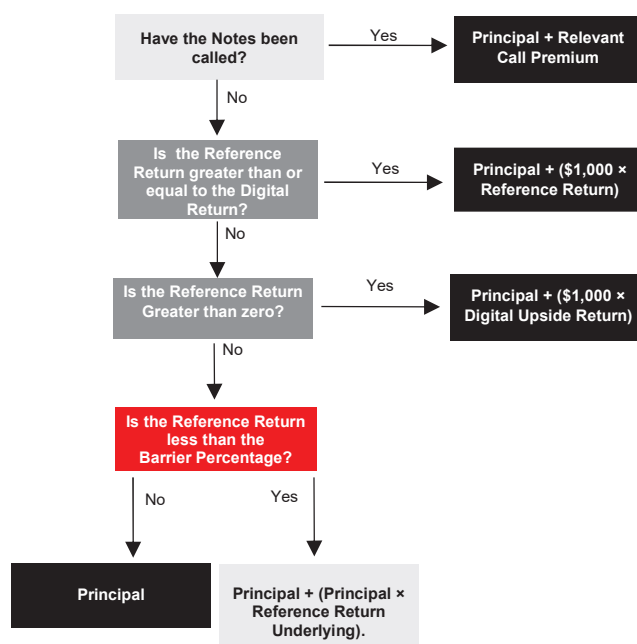 Have the Notes been
called?
Yes
Principal + Relevant
Call Premium
No
Is the Reference
Return greater than or
equal to the Digital
Return?
Yes
Principal + ($1,000 ×
Reference Return)
No
Is the Reference Return
Greater than zero?
Yes
Principal + ($1,000 ×
Digital Upside Return)
No
Is the Reference Return
less than the
Barrier Percentage?
No
Yes
Principal
Principal + (Principal ×
Reference Return
Underlying).